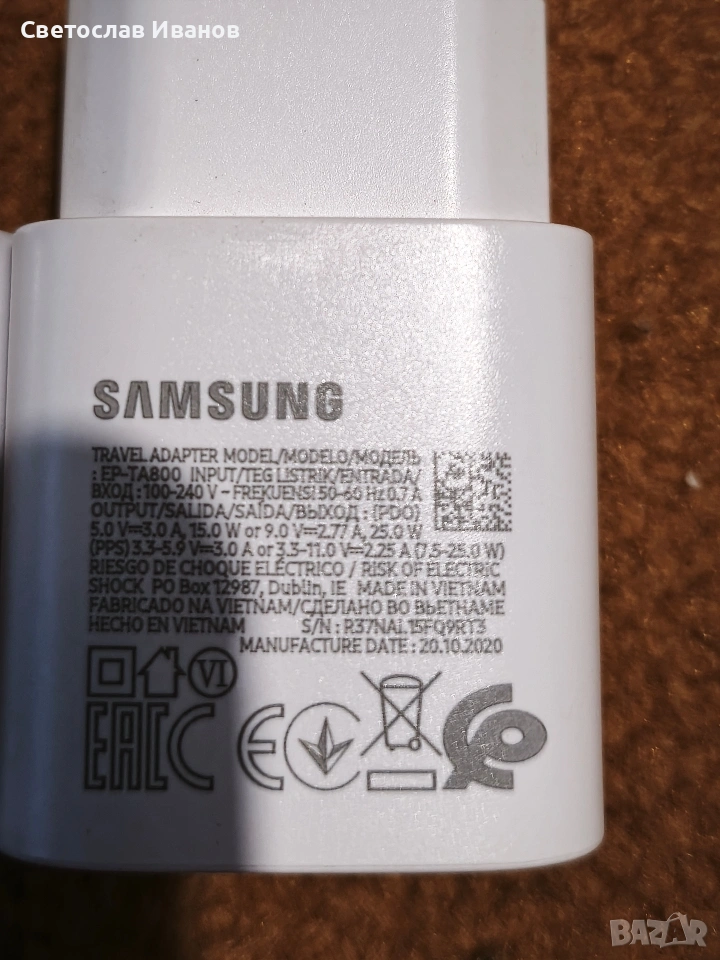 Светослав Иванов
SAMSUNG
TRAVEL ADAPTER MODEL/MODELO/МОДЕЛЬ
: EP-TA800 INPUT/TEG LISTRIK/ENTRADA/
ВХОД : 100-240 V ~ FREKUENSI 50-60 Hz 0.7 A
OUTPUT/SALIDA/SAÍDA/ВЫХОД : (PDO)
5.0 V⎓3.0 A, 15.0 W or 9.0 V⎓2.77 A, 25.0 W
(PPS) 3.3-5.9 V⎓3.0 A or 3.3-11.0 V⎓2.25 A (7.5-25.0 W)
RIESGO DE CHOQUE ELÉCTRICO / RISK OF ELECTRIC
SHOCK PO Box 12987, Dublin, IE MADE IN VIETNAM
FABRICADO NA VIETNAM/СДЕЛАНО ВО ВЬЕТНАМЕ
HECHO EN VIETNAM S/N : R37NAL15FQ9RT3
MANUFACTURE DATE : 20.10.2020
VI
EAC CE
BAZAR